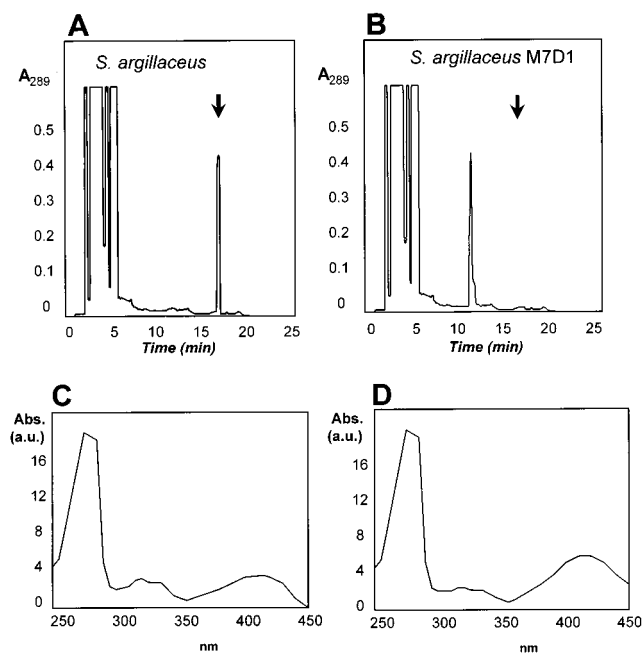 A
S. argillaceus
A289
0.5
0.4
0.3
0.2
0.1
0
0 5 10 15 20 25
Time (min)
B
S. argillaceus M7D1
A289
0.5
0.4
0.3
0.2
0.1
0
0 5 10 15 20 25
Time (min)
C
Abs.
(a.u.)
16
12
8
4
0
250 300 350 400 450
nm
D
Abs.
(a.u.)
16
12
8
4
0
250 300 350 400 450
nm